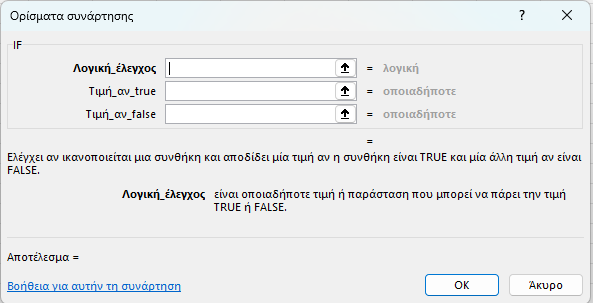 Ορίσματα συνάρτησης ? ×
IF
Λογική_έλεγχος = λογική
Τιμή_αν_true = οποιαδήποτε
Τιμή_αν_false = οποιαδήποτε
=
Ελέγχει αν ικανοποιείται μια συνθήκη και αποδίδει μία τιμή αν η συνθήκη είναι TRUE και μία άλλη τιμή αν είναι
FALSE.
Λογική_έλεγχος είναι οποιαδήποτε τιμή ή παράσταση που μπορεί να πάρει την τιμή
TRUE ή FALSE.
Αποτέλεσμα =
Βοήθεια για αυτήν τη συνάρτηση OK Άκυρο